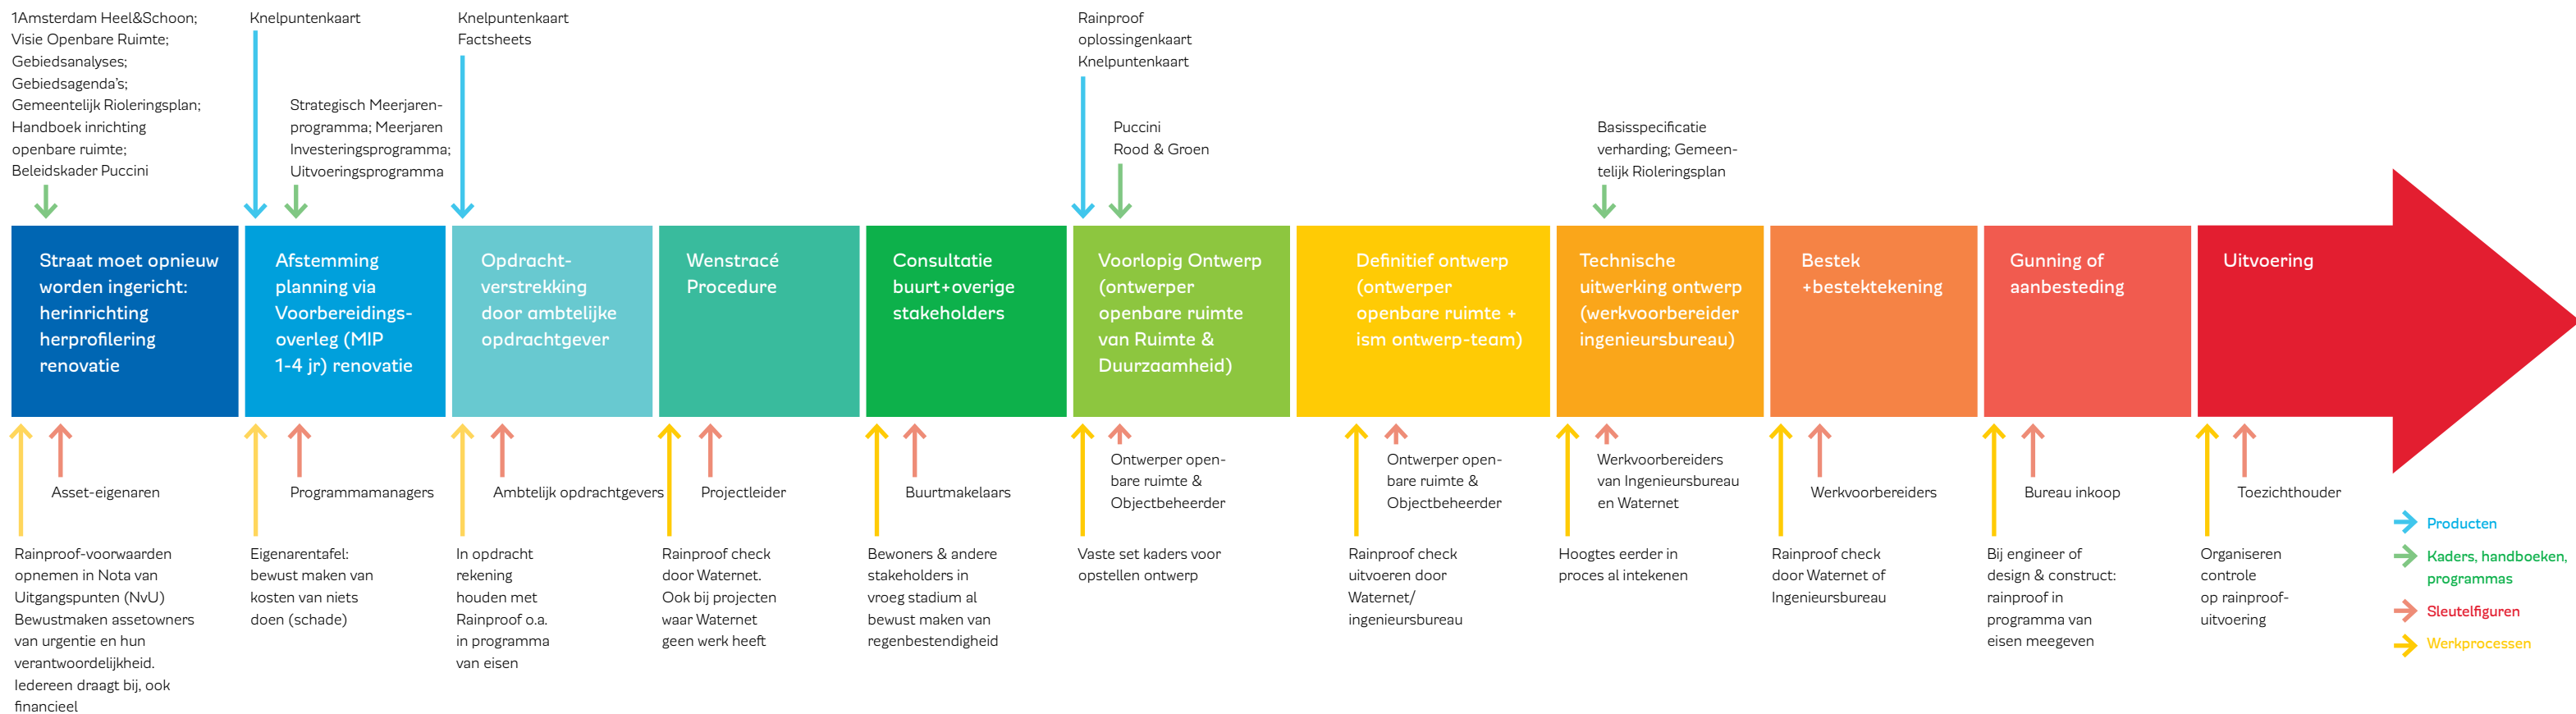 1Amsterdam Heel&Schoon;
Visie Openbare Ruimte;
Gebiedsanalyses;
Gebiedsagenda's;
Gemeentelijk Rioleringsplan;
Handboek inrichting
openbare ruimte;
Beleidskader Puccini
Knelpuntenkaart
Strategisch Meerjaren-
programma; Meerjaren
Investeringsprogramma;
Uitvoeringsprogramma
Knelpuntenkaart
Factsheets
Rainproof
oplossingenkaart
Knelpuntenkaart
Puccini
Rood & Groen
Basisspecificatie
verharding; Gemeen-
telijk Rioleringsplan
Straat moet opnieuw
worden ingericht:
herinrichting
herprofilering
renovatie
Afstemming
planning via
Voorbereidings-
overleg (MIP
1-4 jr) renovatie
Opdracht-
verstrekking
door ambtelijke
opdrachtgever
Wenstracé
Procedure
Consultatie
buurt+overige
stakeholders
Voorlopig Ontwerp
(ontwerper
openbare ruimte
van Ruimte &
Duurzaamheid)
Definitief ontwerp
(ontwerper
openbare ruimte +
ism ontwerp-team)
Technische
uitwerking ontwerp
(werkvoorbereider
ingenieursbureau)
Bestek
+bestektekening
Gunning of
aanbesteding
Uitvoering
Asset-eigenaren
Programmamanagers
Ambtelijk opdrachtgevers
Projectleider
Buurtmakelaars
Ontwerper open-
bare ruimte &
Objectbeheerder
Ontwerper open-
bare ruimte &
Objectbeheerder
Werkvoorbereiders
van Ingenieursbureau
en Waternet
Werkvoorbereiders
Bureau inkoop
Toezichthouder
Rainproof-voorwaarden
opnemen in Nota van
Uitgangspunten (NvU)
Bewustmaken assetowners
van urgentie en hun
verantwoordelijkheid.
Iedereen draagt bij, ook
financieel
Eigenarentafel:
bewust maken van
kosten van niets
doen (schade)
In opdracht
rekening
houden met
Rainproof o.a.
in programma
van eisen
Rainproof check
door Waternet.
Ook bij projecten
waar Waternet
geen werk heeft
Bewoners & andere
stakeholders in
vroeg stadium al
bewust maken van
regenbestendigheid
Vaste set kaders voor
opstellen ontwerp
Rainproof check
uitvoeren door
Waternet/
ingenieursbureau
Hoogtes eerder in
proces al intekenen
Rainproof check
door Waternet of
Ingenieursbureau
Bij engineer of
design & construct:
rainproof in
programma van
eisen meegeven
Organiseren
controle
op rainproof-
uitvoering
Producten
Kaders, handboeken,
programmas
Sleutelfiguren
Werkprocessen